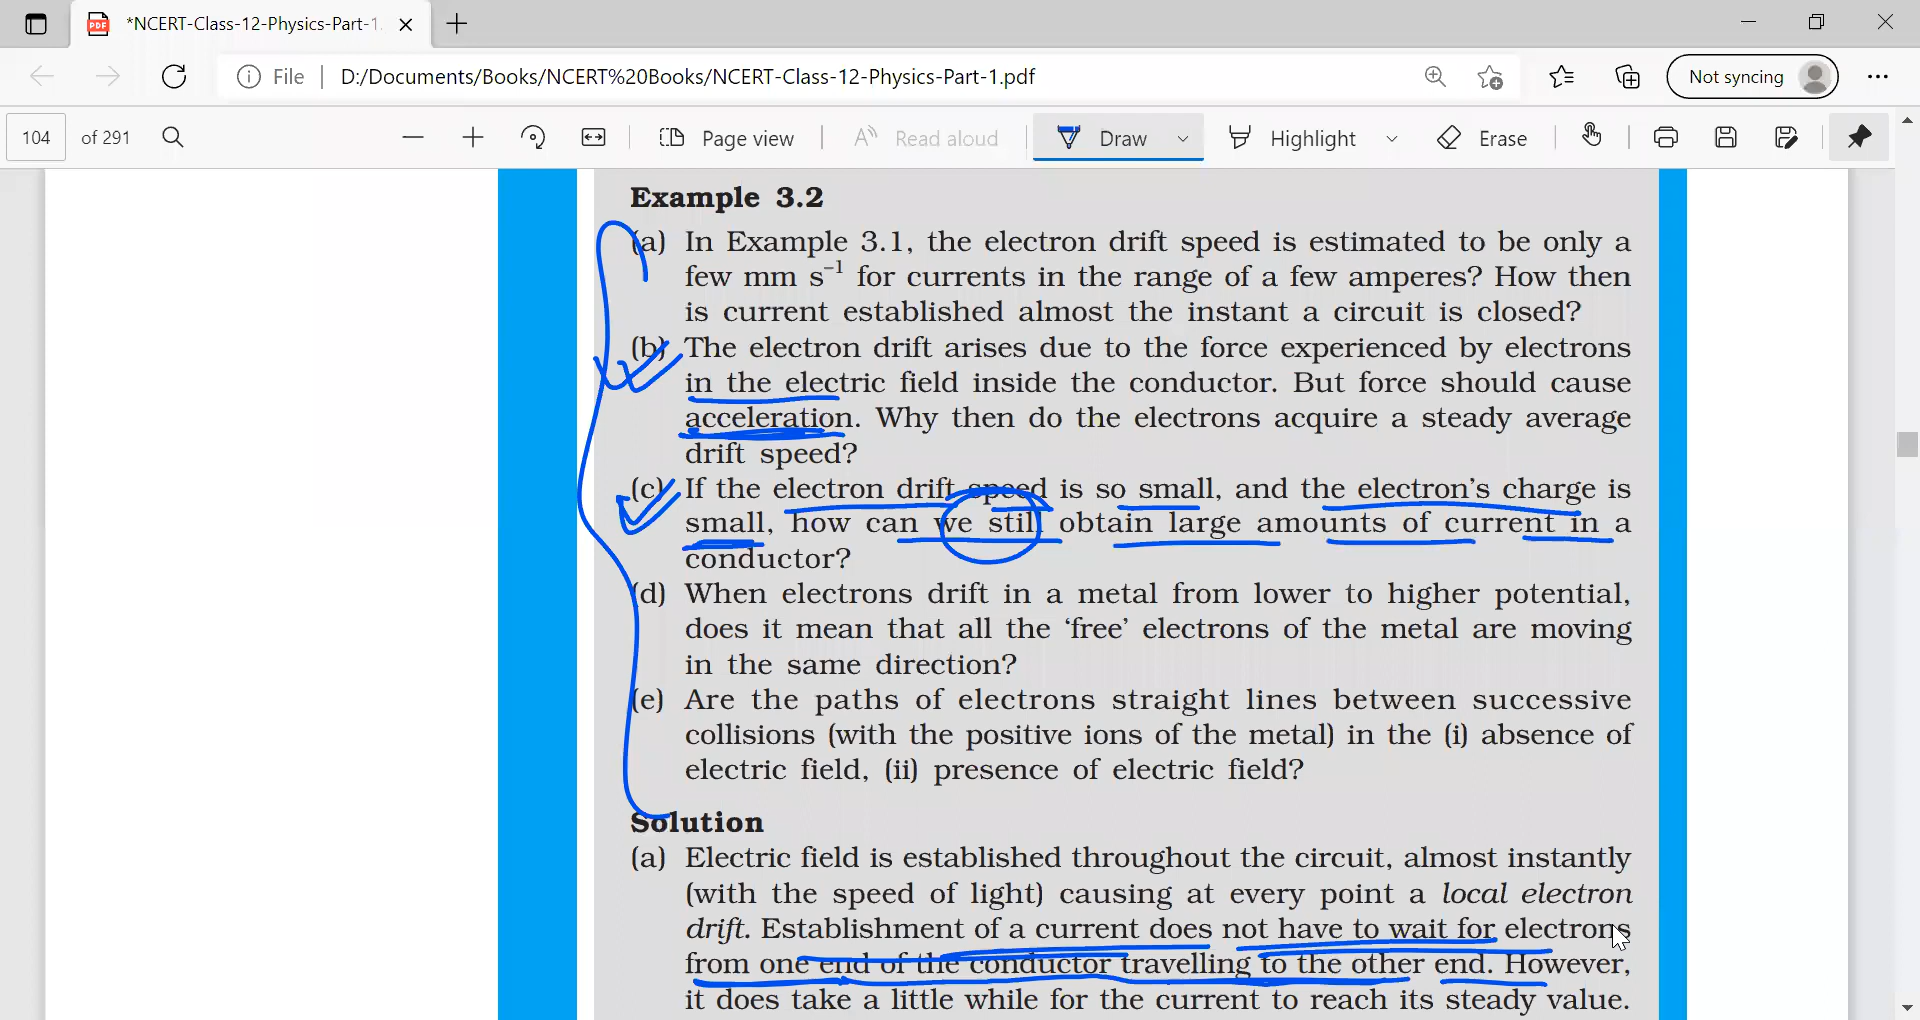 *NCERT-Class-12-Physics-Part-1.
File D:/Documents/Books/NCERT%20Books/NCERT-Class-12-Physics-Part-1.pdf Not syncing
104 of 291 Page view Read aloud Draw Highlight Erase
Example 3.2
(a) In Example 3.1, the electron drift speed is estimated to be only a
few mm s⁻¹ for currents in the range of a few amperes? How then
is current established almost the instant a circuit is closed?
(b) The electron drift arises due to the force experienced by electrons
in the electric field inside the conductor. But force should cause
acceleration. Why then do the electrons acquire a steady average
drift speed?
(c) If the electron drift speed is so small, and the electron's charge is
small, how can we still obtain large amounts of current in a
conductor?
(d) When electrons drift in a metal from lower to higher potential,
does it mean that all the ‘free’ electrons of the metal are moving
in the same direction?
(e) Are the paths of electrons straight lines between successive
collisions (with the positive ions of the metal) in the (i) absence of
electric field, (ii) presence of electric field?
Solution
(a) Electric field is established throughout the circuit, almost instantly
(with the speed of light) causing at every point a local electron
drift. Establishment of a current does not have to wait for electrons
from one end of the conductor travelling to the other end. However,
it does take a little while for the current to reach its steady value.